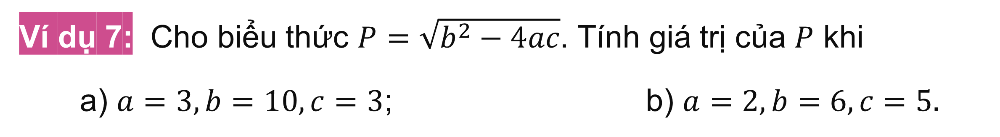 Ví dụ 7: Cho biểu thức P = √(b² − 4ac). Tính giá trị của P khi
a) a = 3, b = 10, c = 3; b) a = 2, b = 6, c = 5.